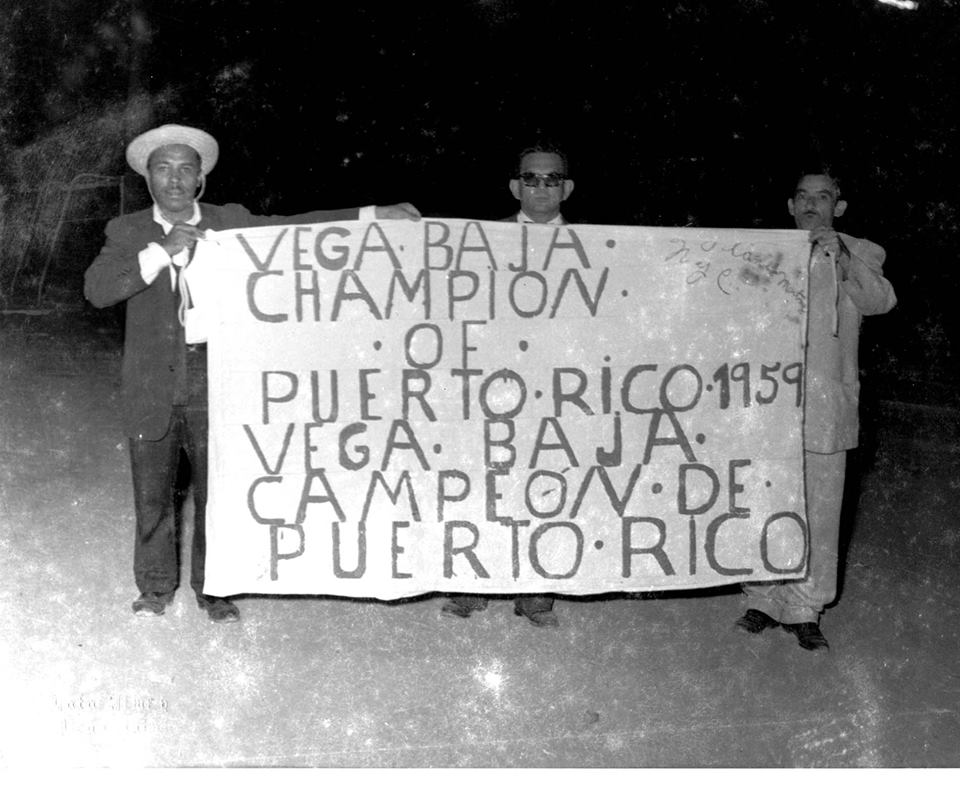 VEGA·BAJA·
CHAMPION·
·OF·
PUERTO·RICO·1959
VEGA·BAJA·
CAMPEÓN·DE·
PUERTO·RICO
N.Y.C.